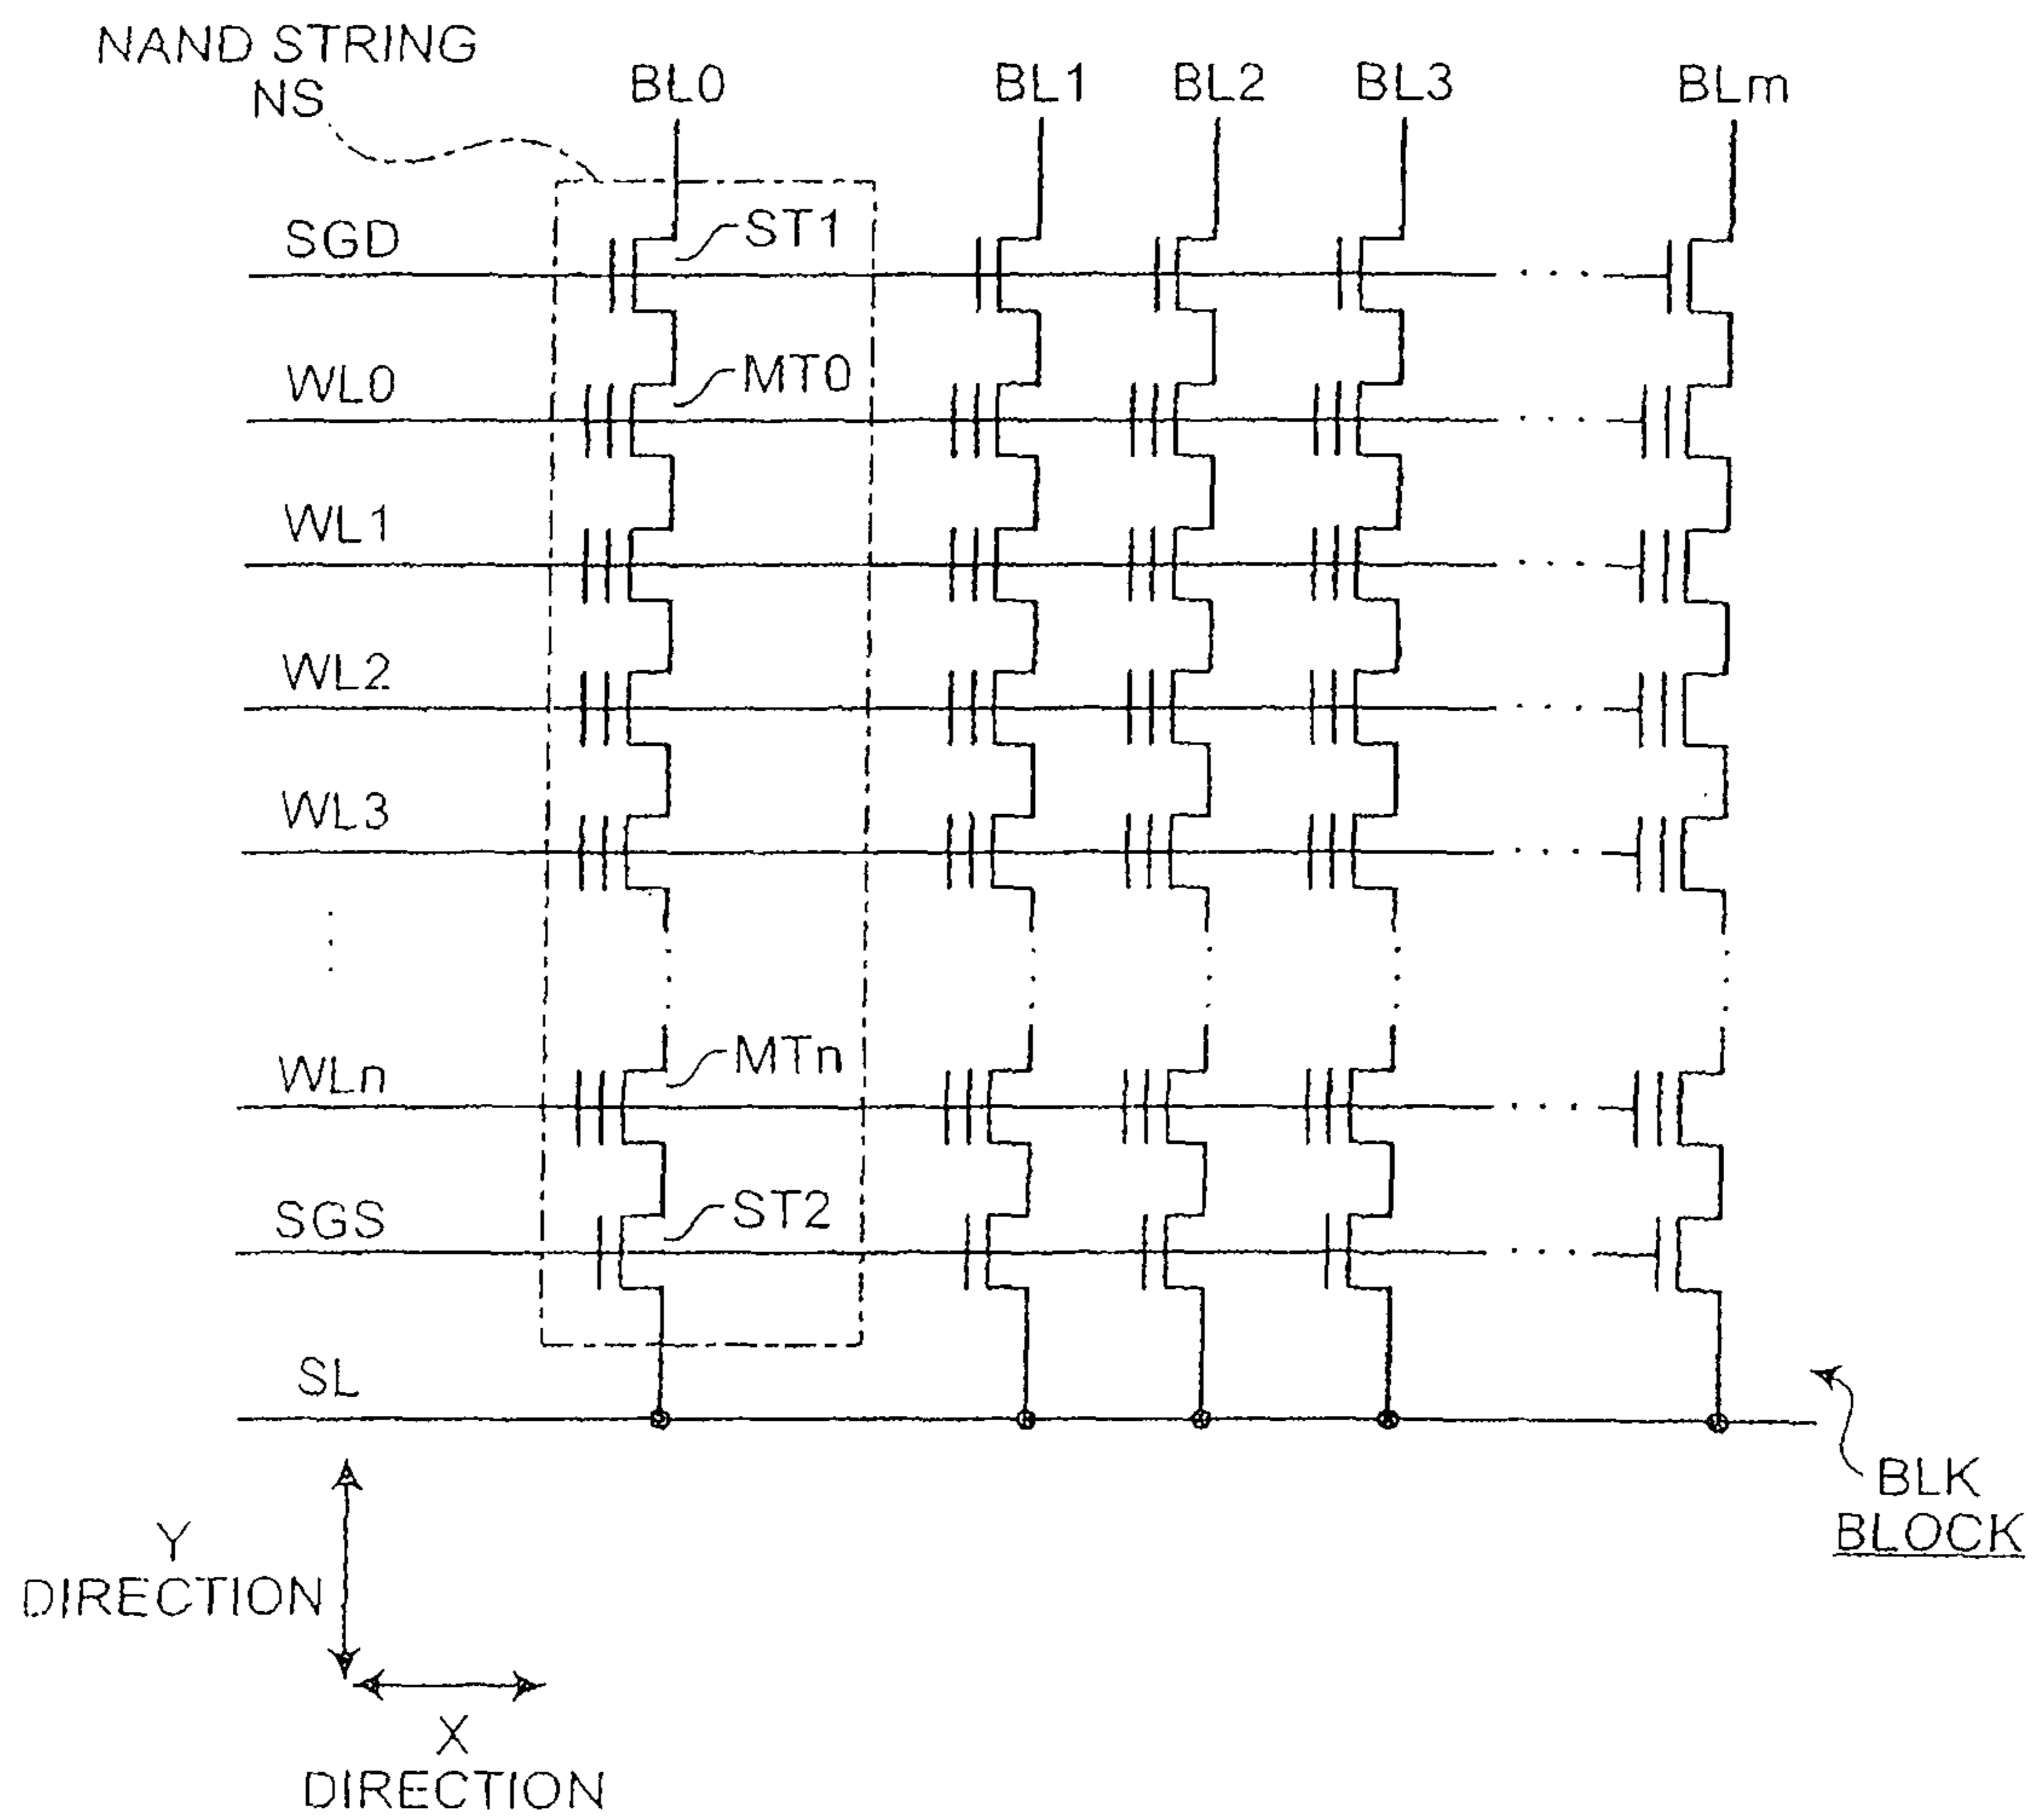 NAND STRING
NS
BL0 BL1 BL2 BL3 BLm
SGD
ST1
WL0
MT0
WL1
WL2
WL3
WLn
MTn
SGS
ST2
SL
BLK
BLOCK
Y
DIRECTION
X
DIRECTION